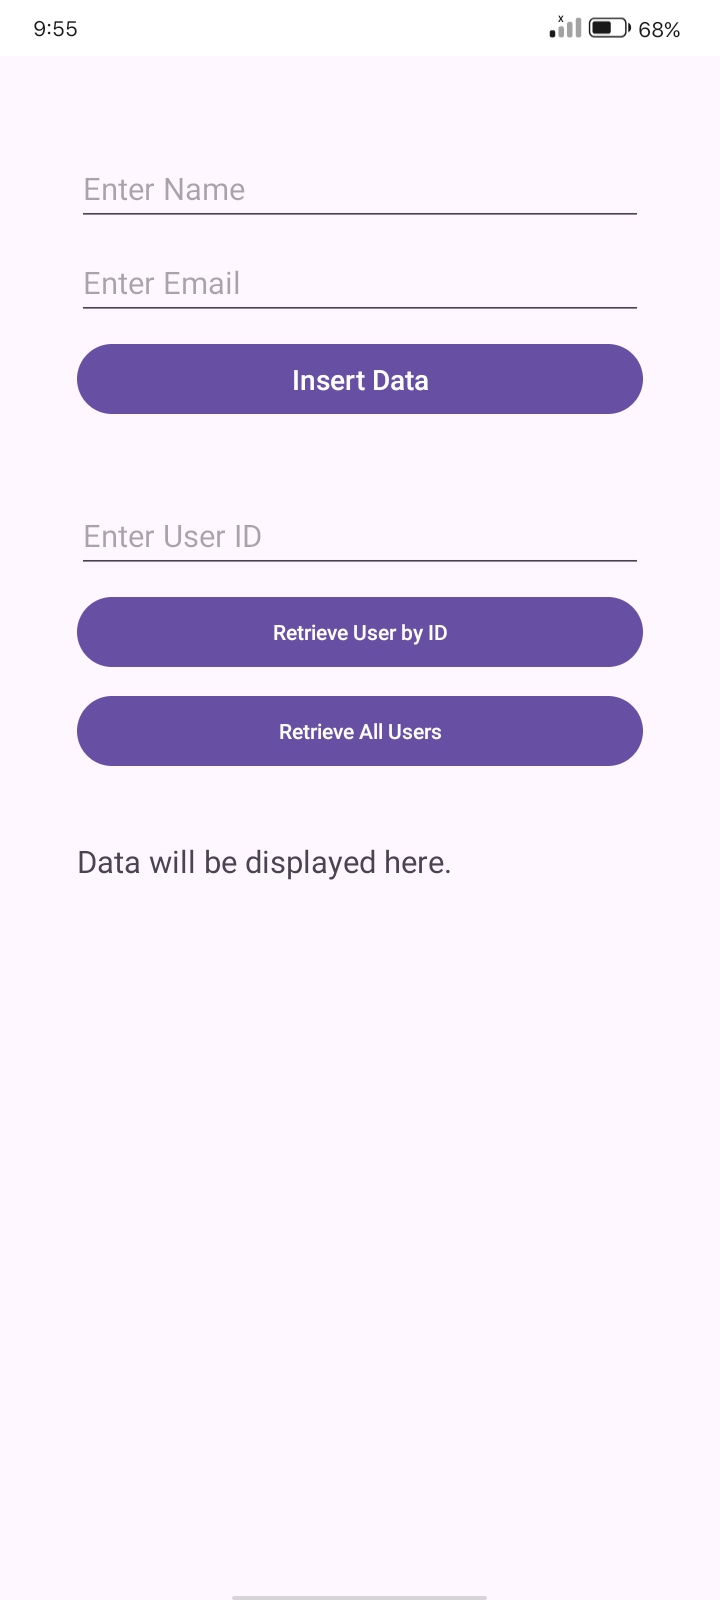 9:55
x
68%
Enter Name
Enter Email
Insert Data
Enter User ID
Retrieve User by ID
Retrieve All Users
Data will be displayed here.